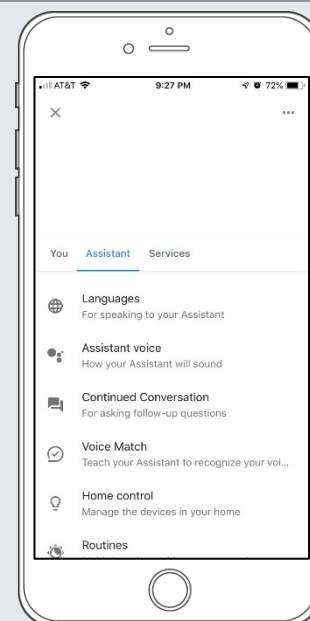 AT&T 9:27 PM 72%
You Assistant Services
Languages
For speaking to your Assistant
Assistant voice
How your Assistant will sound
Continued Conversation
For asking follow-up questions
Voice Match
Teach your Assistant to recognize your voi...
Home control
Manage the devices in your home
Routines